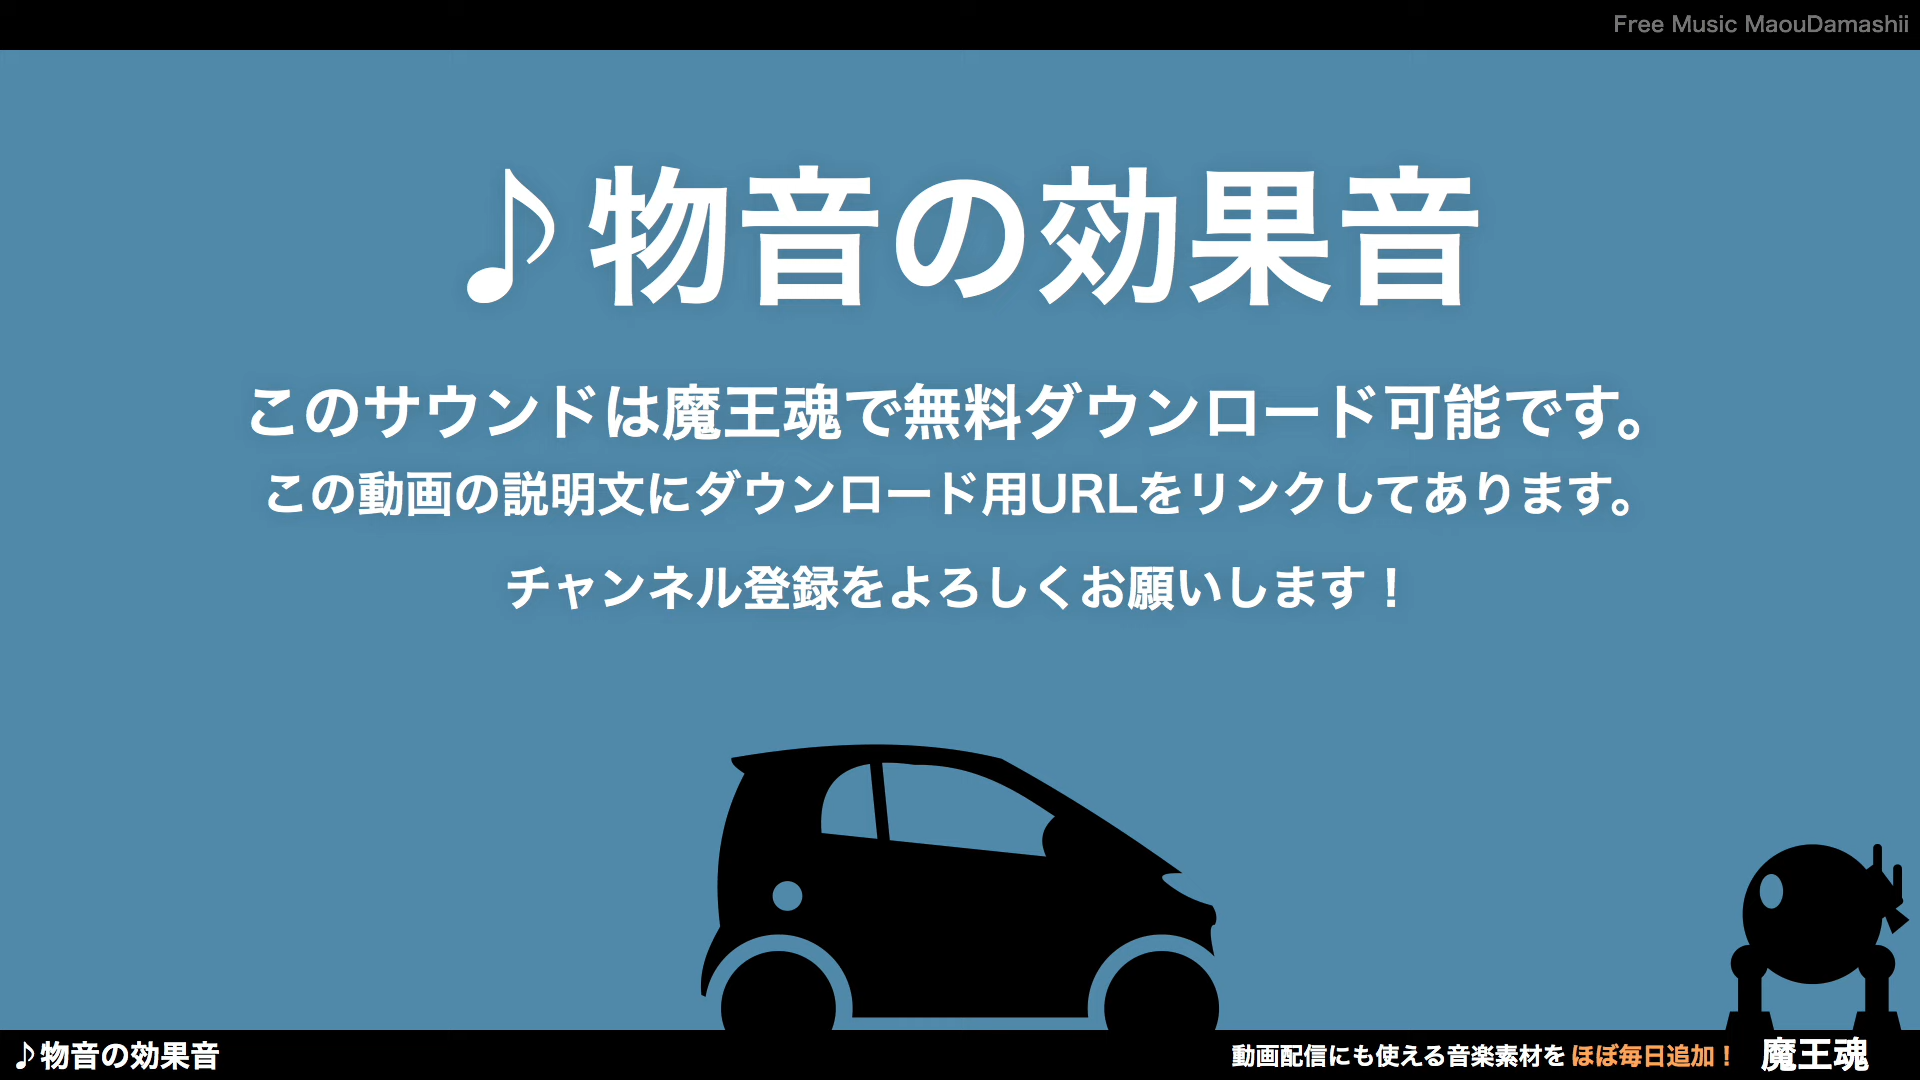 Free Music MaouDamashii
♪物音の効果音
このサウンドは魔王魂で無料ダウンロード可能です。
この動画の説明文にダウンロード用URLをリンクしてあります。
チャンネル登録をよろしくお願いします！
♪物音の効果音
動画配信にも使える音楽素材を ほぼ毎日追加！ 魔王魂